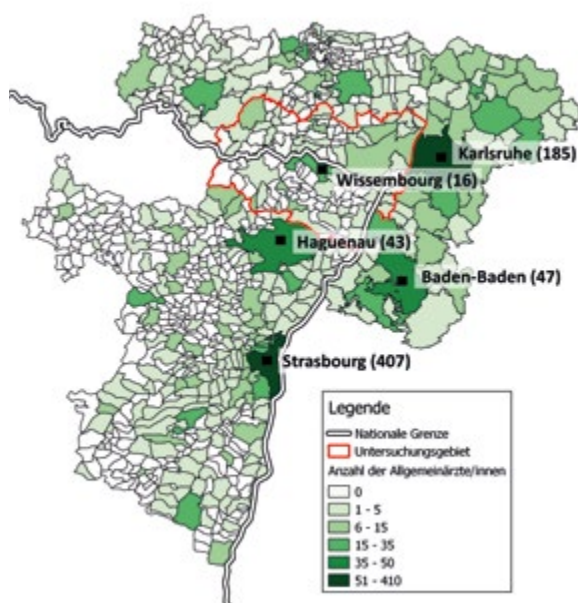 Karlsruhe (185)
Wissembourg (16)
Haguenau (43)
Baden-Baden (47)
Strasbourg (407)
Legende
Nationale Grenze
Untersuchungsgebiet
Anzahl der Allgemeinärzte/innen
0
1 - 5
6 - 15
15 - 35
35 - 50
51 - 410